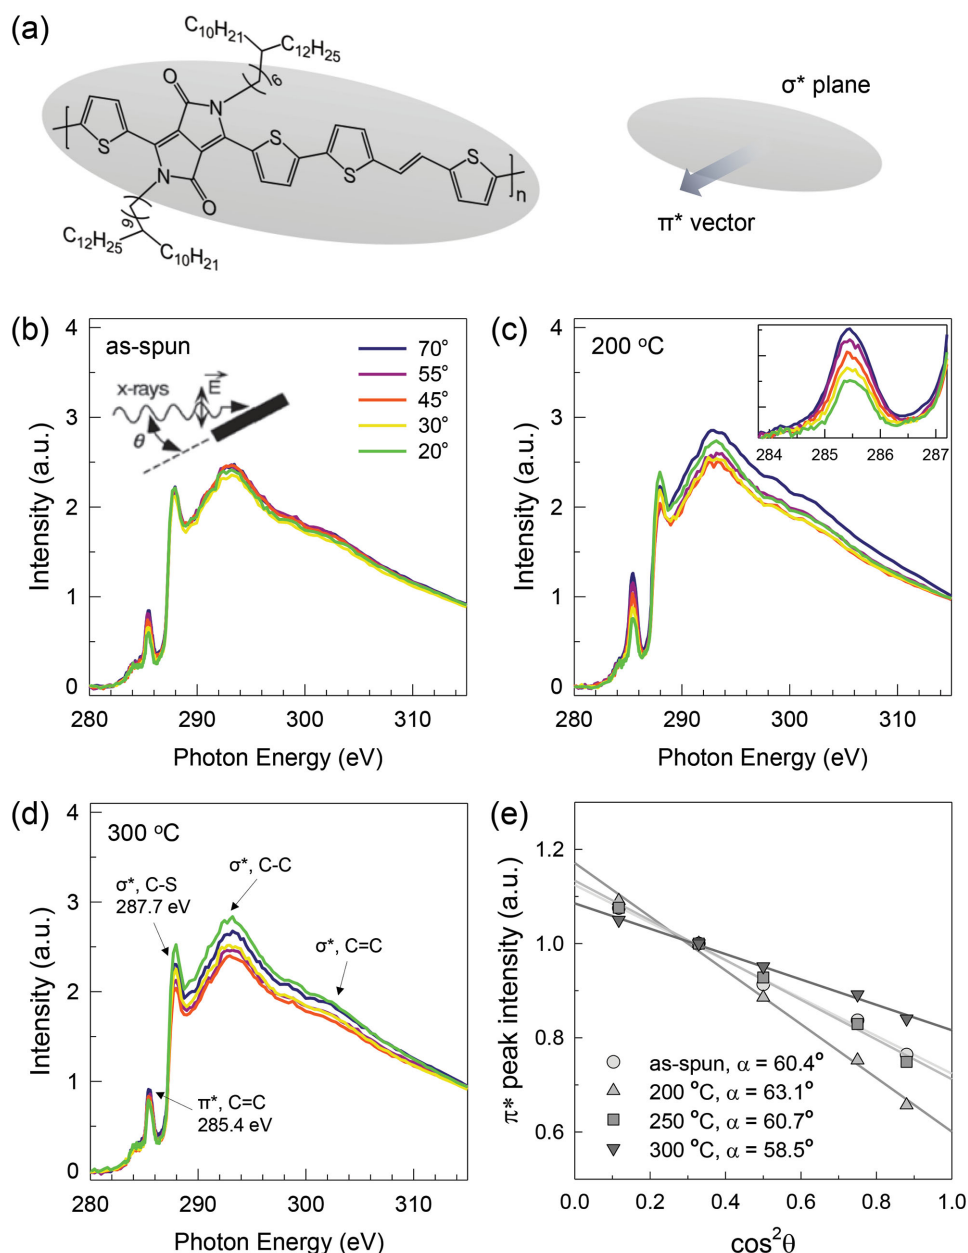 (a)
C10H21
C12H25
6
O
N
S
S
S
S
N
O
n
9
C12H25
C10H21
σ* plane
π* vector
(b)
as-spun
x-rays
E
θ
70°
55°
45°
30°
20°
4
3
2
1
0
Intensity (a.u.)
280 290 300 310
Photon Energy (eV)
(c)
200 °C
284 285 286 287
4
3
2
1
0
Intensity (a.u.)
280 290 300 310
Photon Energy (eV)
(d)
300 °C
σ*, C-C
σ*, C-S
287.7 eV
σ*, C=C
π*, C=C
285.4 eV
4
3
2
1
0
Intensity (a.u.)
280 290 300 310
Photon Energy (eV)
(e)
1.2
1.0
0.8
0.6
π* peak intensity (a.u.)
as-spun, α = 60.4°
200 °C, α = 63.1°
250 °C, α = 60.7°
300 °C, α = 58.5°
0.0 0.2 0.4 0.6 0.8 1.0
cos²θ